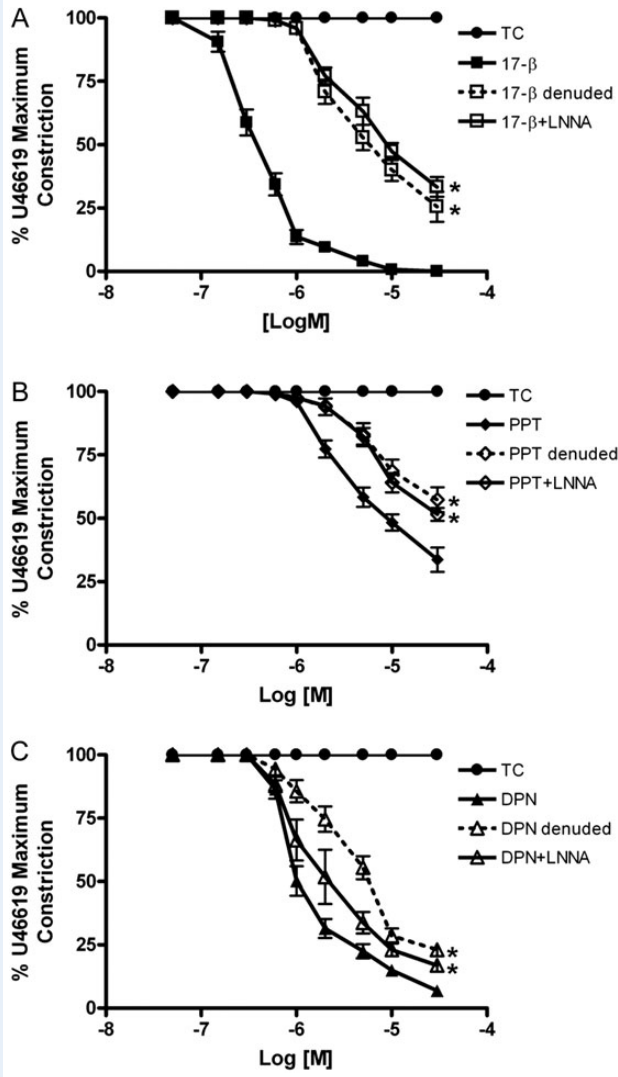 A
% U46619 Maximum
Constriction
100
75
50
25
0
-8
-7
-6
-5
-4
[LogM]
TC
17-β
17-β denuded
17-β+LNNA
*
*
B
% U46619 Maximum
Constriction
100
75
50
25
0
-8
-7
-6
-5
-4
Log [M]
TC
PPT
PPT denuded
PPT+LNNA
*
*
C
% U46619 Maximum
Constriction
100
75
50
25
0
-8
-7
-6
-5
-4
Log [M]
TC
DPN
DPN denuded
DPN+LNNA
*
*